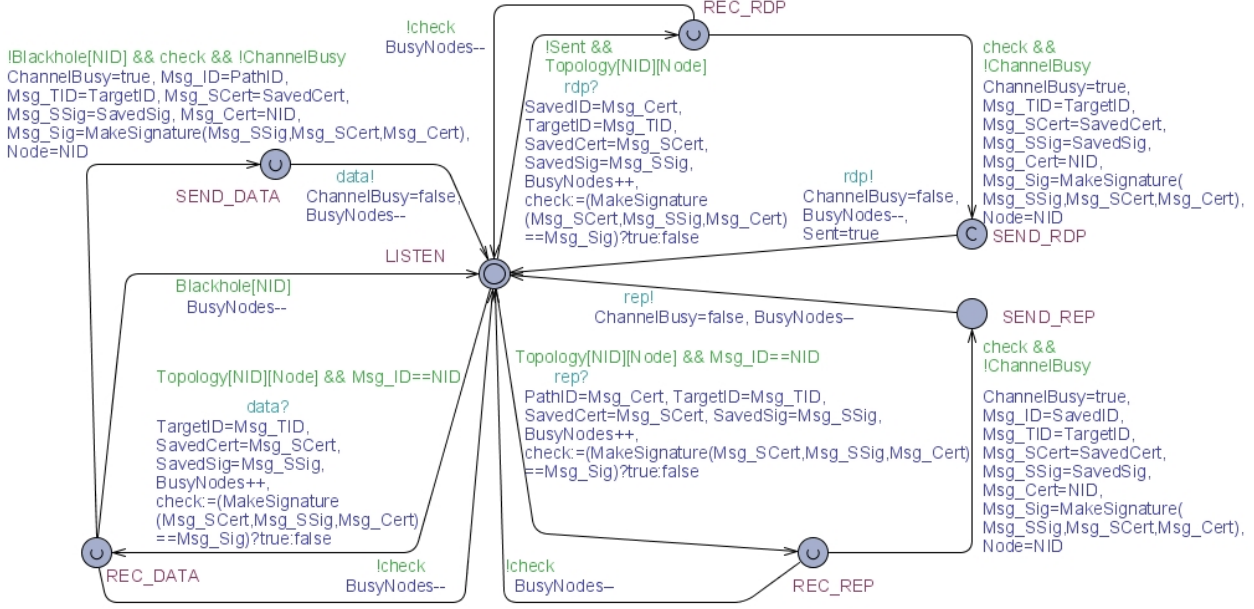 REC_RDP
!check
BusyNodes--
!Blackhole[NID] && check && !ChannelBusy
ChannelBusy=true, Msg_ID=PathID,
Msg_TID=TargetID, Msg_SCert=SavedCert,
Msg_SSig=SavedSig, Msg_Cert=NID,
Msg_Sig=MakeSignature(Msg_SSig,Msg_SCert,Msg_Cert),
Node=NID
!Sent &&
Topology[NID][Node]
rdp?
SavedID=Msg_Cert,
TargetID=Msg_TID,
SavedCert=Msg_SCert,
SavedSig=Msg_SSig,
BusyNodes++,
check:=(MakeSignature
(Msg_SCert,Msg_SSig,Msg_Cert)
==Msg_Sig)?true:false
check &&
!ChannelBusy
ChannelBusy=true,
Msg_TID=TargetID,
Msg_SCert=SavedCert,
Msg_SSig=SavedSig,
Msg_Cert=NID,
Msg_Sig=MakeSignature(
Msg_SSig,Msg_SCert,Msg_Cert),
Node=NID
SEND_DATA
data!
ChannelBusy=false,
BusyNodes--
rdp!
ChannelBusy=false,
BusyNodes--,
Sent=true
SEND_RDP
LISTEN
Blackhole[NID]
BusyNodes--
rep!
ChannelBusy=false, BusyNodes--
SEND_REP
Topology[NID][Node] && Msg_ID==NID
data?
TargetID=Msg_TID,
SavedCert=Msg_SCert,
SavedSig=Msg_SSig,
BusyNodes++,
check:=(MakeSignature
(Msg_SCert,Msg_SSig,Msg_Cert)
==Msg_Sig)?true:false
Topology[NID][Node] && Msg_ID==NID
rep?
PathID=Msg_Cert, TargetID=Msg_TID,
SavedCert=Msg_SCert, SavedSig=Msg_SSig,
BusyNodes++,
check:=(MakeSignature(Msg_SCert,Msg_SSig,Msg_Cert)
==Msg_Sig)?true:false
check &&
!ChannelBusy
ChannelBusy=true,
Msg_ID=SavedID,
Msg_TID=TargetID,
Msg_SCert=SavedCert,
Msg_SSig=SavedSig,
Msg_Cert=NID,
Msg_Sig=MakeSignature(
Msg_SSig,Msg_SCert,Msg_Cert),
Node=NID
REC_DATA
!check
BusyNodes--
!check
BusyNodes--
REC_REP